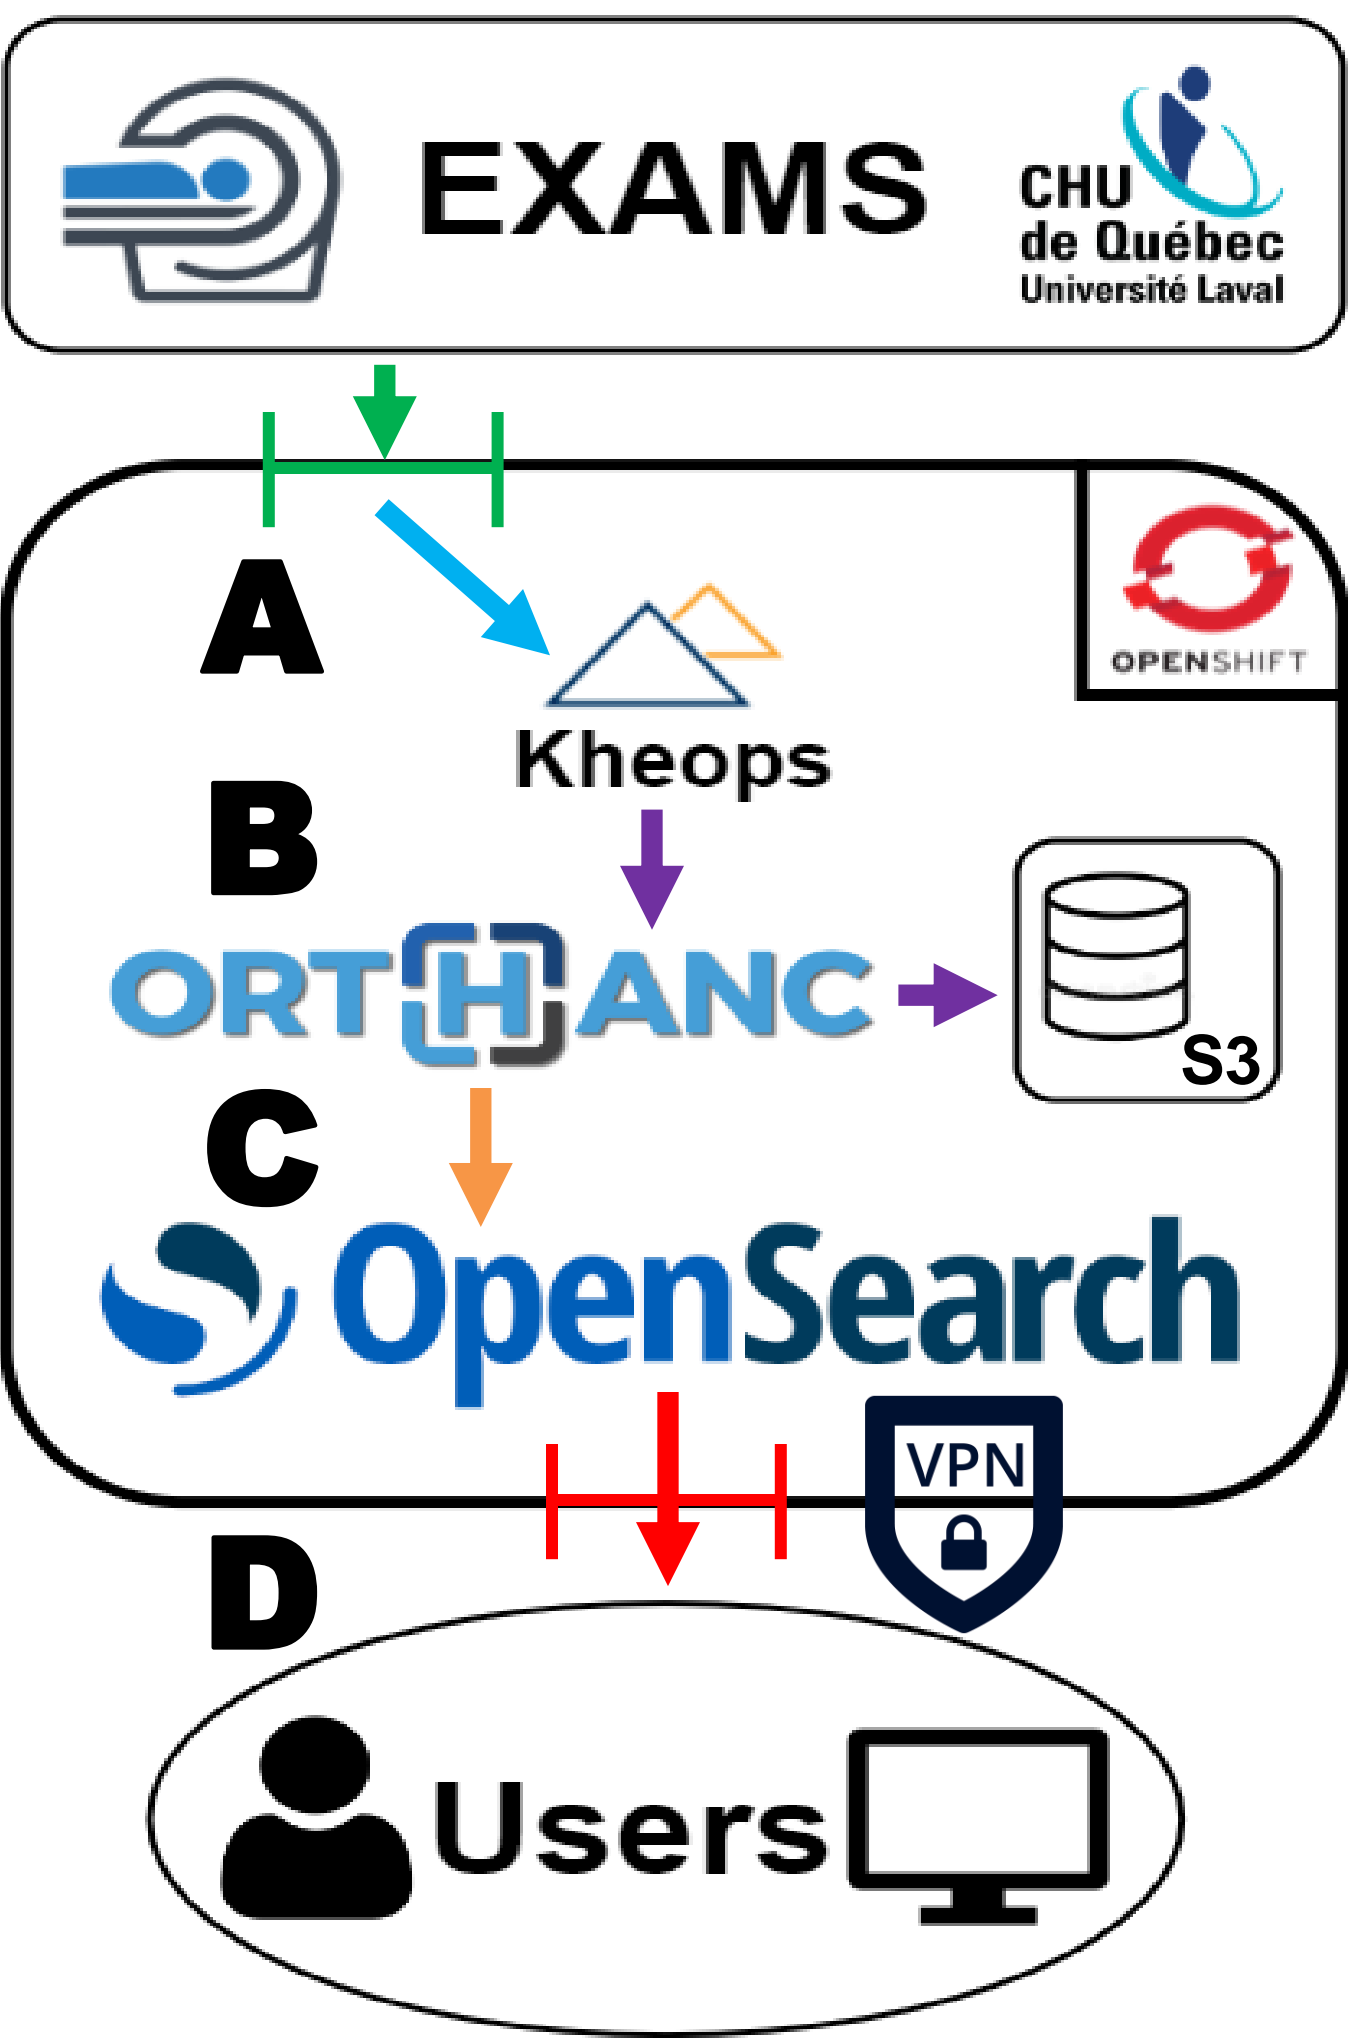 EXAMS
CHU
de Québec
Université Laval
A
OPENSHIFT
Kheops
B
ORTHANC
S3
C
OpenSearch
VPN
D
Users